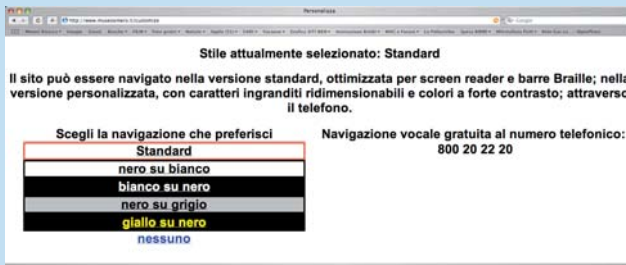 Personalizza
Stile attualmente selezionato: Standard
Il sito può essere navigato nella versione standard, ottimizzata per screen reader e barre Braille; nella
versione personalizzata, con caratteri ingranditi ridimensionabili e colori a forte contrasto; attraverso
il telefono.
Scegli la navigazione che preferisci
Standard
nero su bianco
bianco su nero
nero su grigio
giallo su nero
nessuno
Navigazione vocale gratuita al numero telefonico:
800 20 22 20